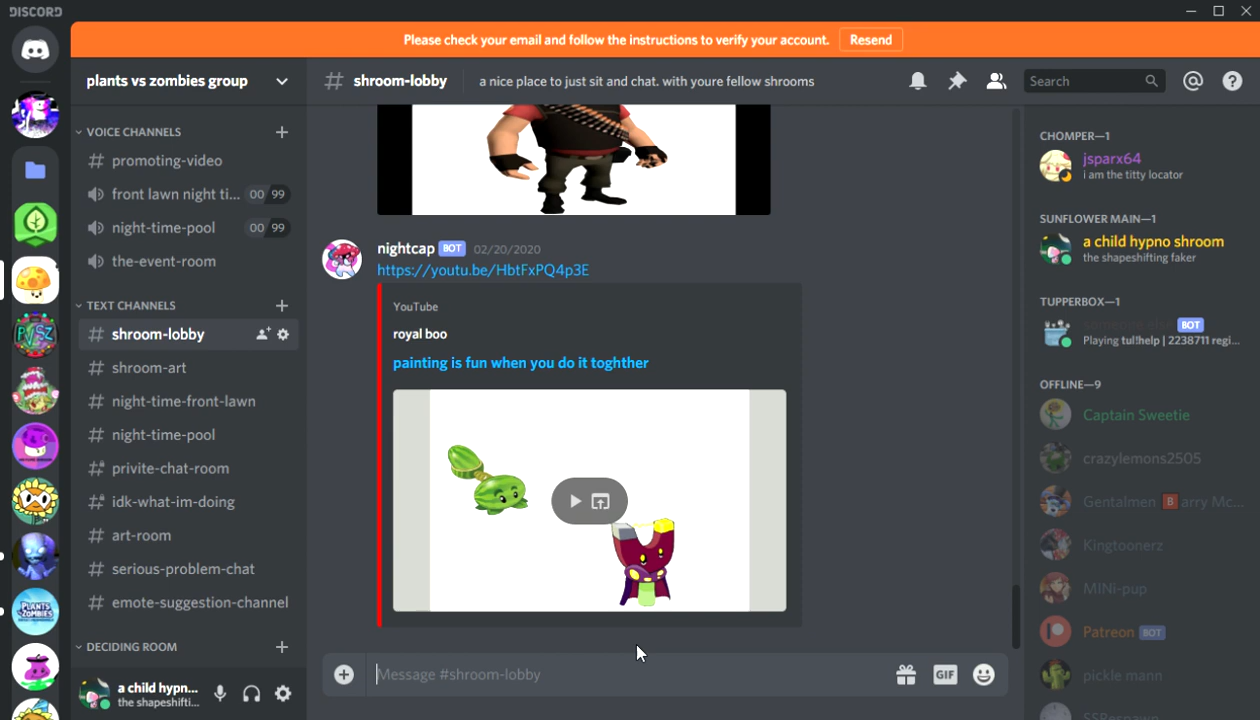 DISCORD
Please check your email and follow the instructions to verify your account.
Resend
plants vs zombies group
# shroom-lobby
a nice place to just sit and chat. with youre fellow shrooms
Search
VOICE CHANNELS
# promoting-video
front lawn night ti... 00 99
night-time-pool 00 99
the-event-room
TEXT CHANNELS
# shroom-lobby
# shroom-art
# night-time-front-lawn
# night-time-pool
# privite-chat-room
# idk-what-im-doing
# art-room
# serious-problem-chat
# emote-suggestion-channel
DECIDING ROOM
a child hypn...
the shapeshifti...
nightcap BOT 02/20/2020
https://youtu.be/HbtFxPQ4p3E
YouTube
royal boo
painting is fun when you do it toghther
Message #shroom-lobby
GIF
CHOMPER—1
jsparx64
i am the titty locator
SUNFLOWER MAIN—1
a child hypno shroom
the shapeshifting faker
TUPPERBOX—1
BOT
Playing tul!help | 2238711 regi...
OFFLINE—9
Captain Sweetie
crazylemons2505
Gentalmen B arry Mc...
Kingtoonerz
MINi-pup
Patreon BOT
pickle mann